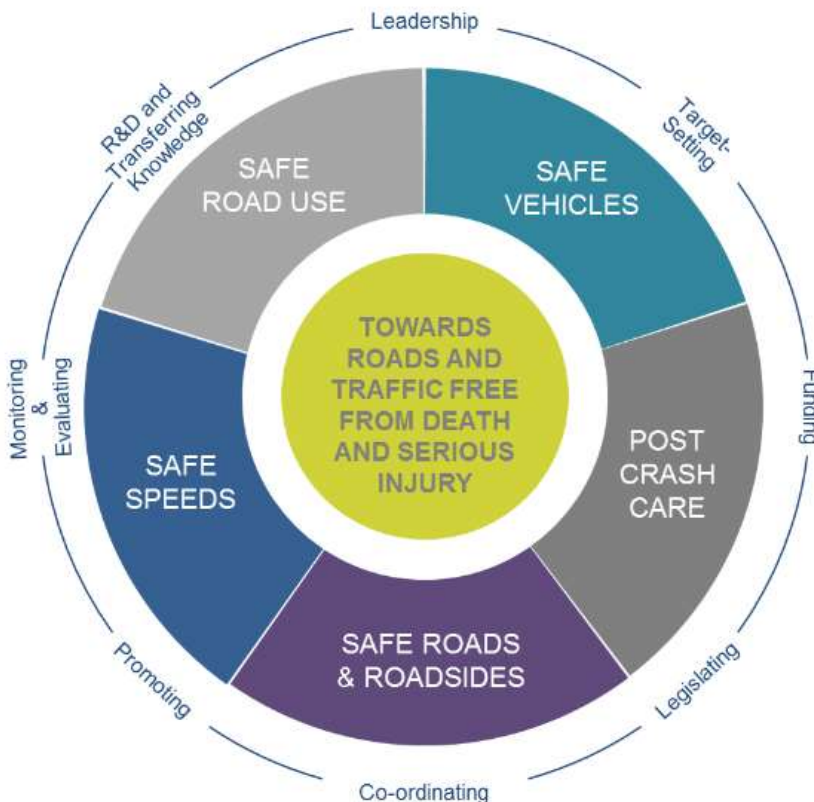 Leadership
Target-
Setting
Funding
Legislating
Co-ordinating
Promoting
Monitoring
&
Evaluating
R&D and
Transferring
Knowledge
SAFE
ROAD USE
SAFE
VEHICLES
POST
CRASH
CARE
SAFE ROADS
& ROADSIDES
SAFE
SPEEDS
TOWARDS
ROADS AND
TRAFFIC FREE
FROM DEATH
AND SERIOUS
INJURY